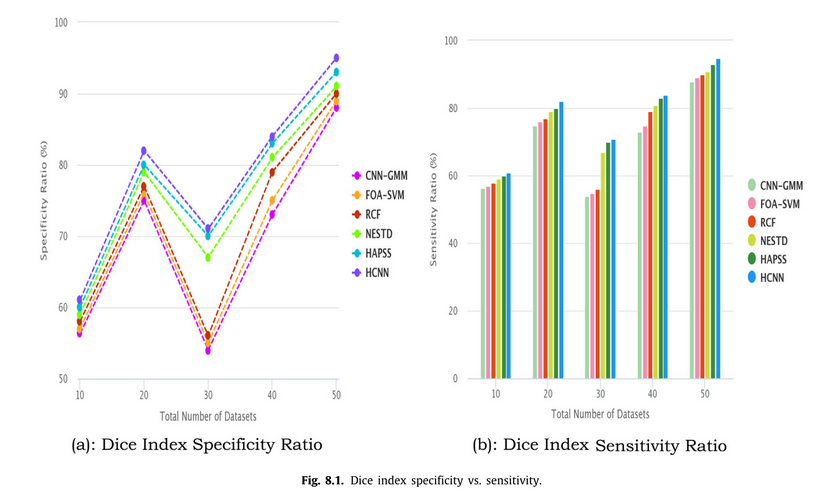 100
90
80
70
60
50
Specificity Ratio (%)
10 20 30 40 50
Total Number of Datasets
CNN-GMM
FOA-SVM
RCF
NESTD
HAPSS
HCNN
(a): Dice Index Specificity Ratio
100
80
60
40
20
0
Sensitivity Ratio (%)
10 20 30 40 50
Total Number of Datasets
CNN-GMM
FOA-SVM
RCF
NESTD
HAPSS
HCNN
(b): Dice Index Sensitivity Ratio
Fig. 8.1. Dice index specificity vs. sensitivity.